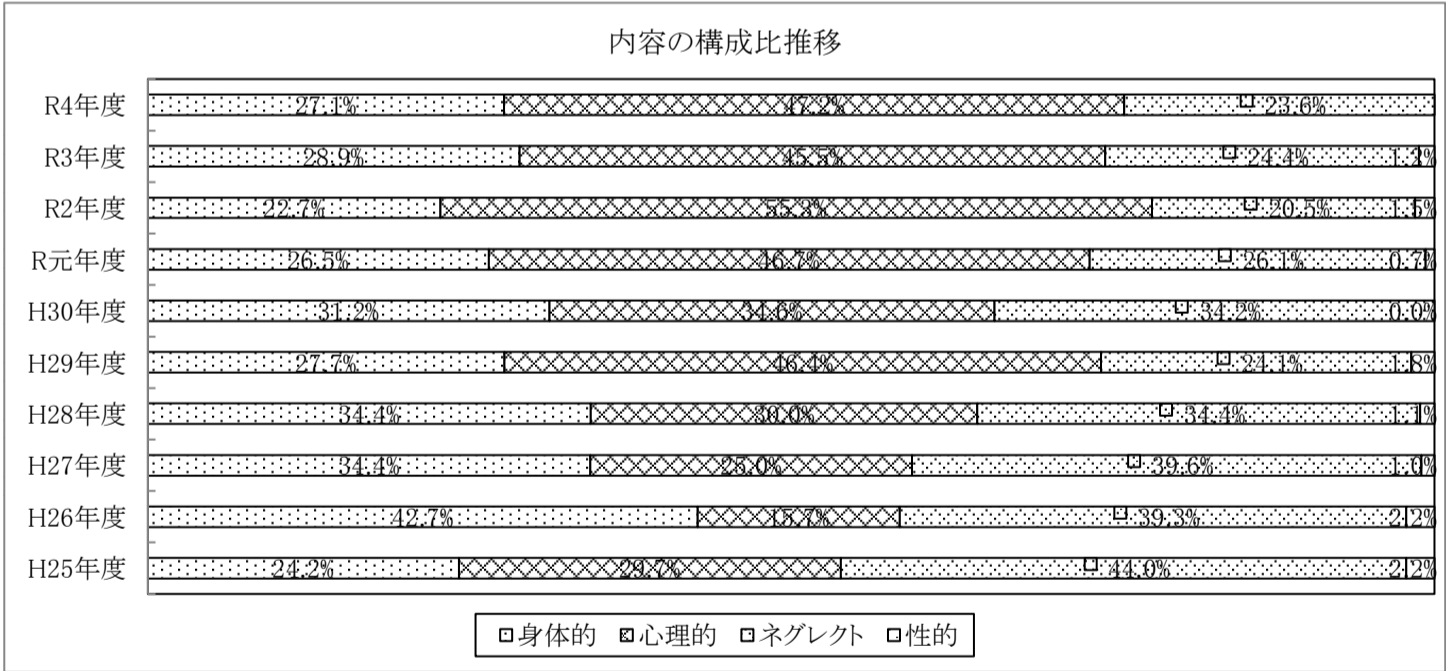 内容の構成比推移
R4年度 27.1% 47.2% 23.6%
R3年度 28.9% 45.5% 24.4% 1.2%
R2年度 22.7% 55.3% 20.5% 1.5%
R元年度 26.5% 46.7% 26.1% 0.7%
H30年度 31.2% 34.6% 34.2% 0.0%
H29年度 27.7% 46.4% 24.1% 1.8%
H28年度 34.4% 30.0% 34.4% 1.1%
H27年度 34.4% 25.0% 39.6% 1.0%
H26年度 42.7% 15.7% 39.3% 2.2%
H25年度 24.2% 29.7% 44.0% 2.2%
身体的 心理的 ネグレクト 性的